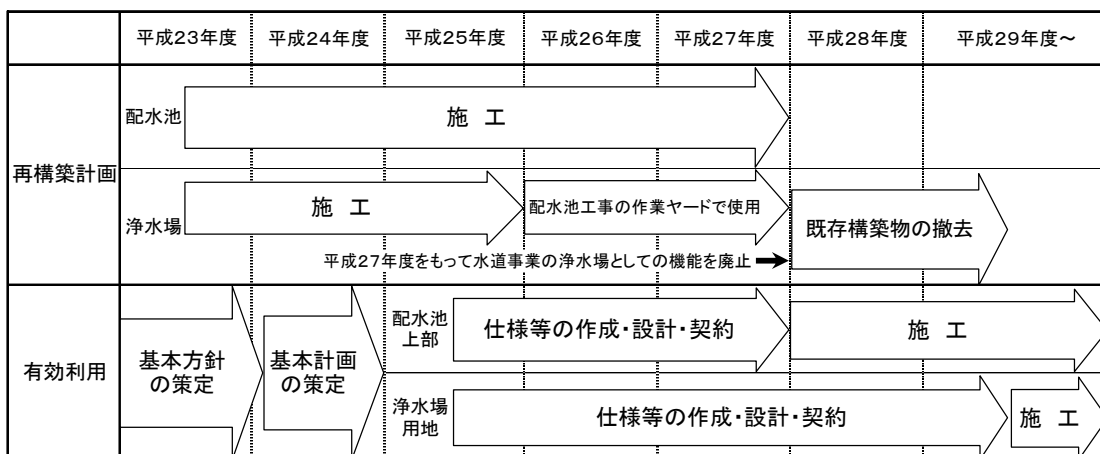 平成23年度 平成24年度 平成25年度 平成26年度 平成27年度 平成28年度 平成29年度～
再構築計画
配水池
施 工
浄水場
施 工
配水池工事の作業ヤードで使用
既存構築物の撤去
平成27年度をもって水道事業の浄水場としての機能を廃止
有効利用
基本方針
の策定
基本計画
の策定
配水池
上部
仕様等の作成・設計・契約
施 工
浄水場
用地
仕様等の作成・設計・契約
施 工